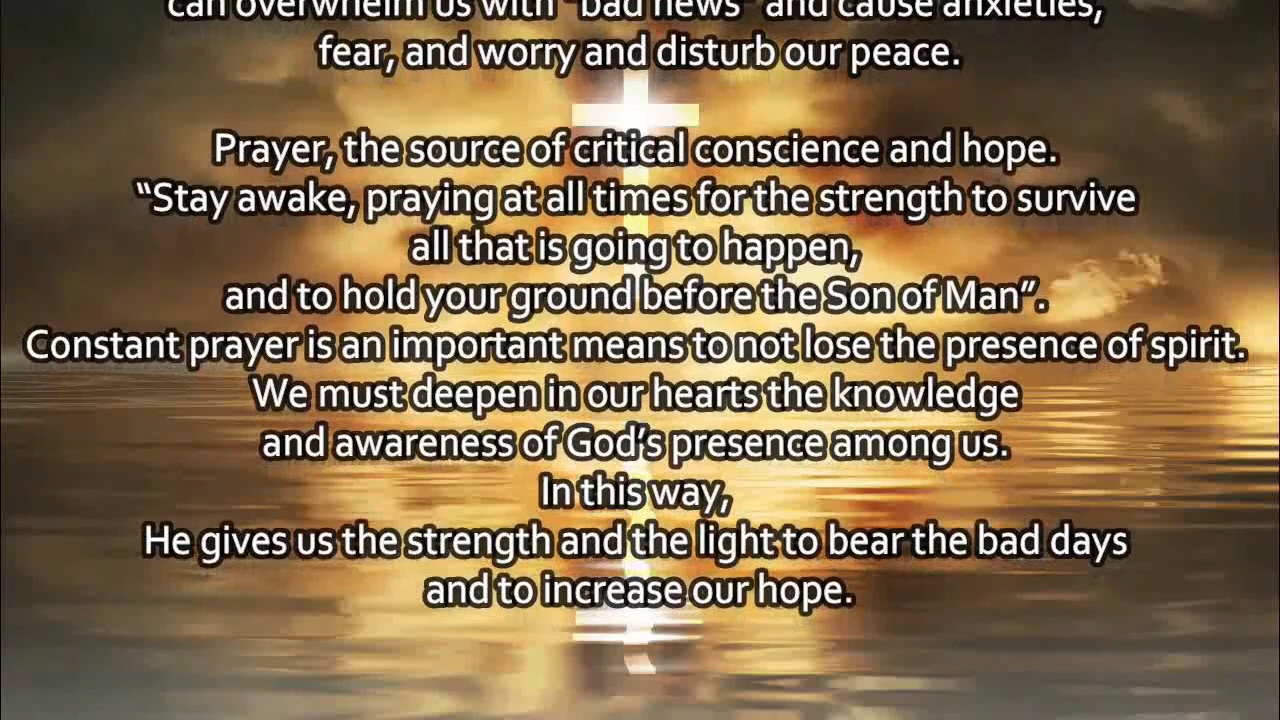 can overwhelm us with "bad news" and cause anxieties,
fear, and worry and disturb our peace.
Prayer, the source of critical conscience and hope.
“Stay awake, praying at all times for the strength to survive
all that is going to happen,
and to hold your ground before the Son of Man”.
Constant prayer is an important means to not lose the presence of spirit.
We must deepen in our hearts the knowledge
and awareness of God’s presence among us.
In this way,
He gives us the strength and the light to bear the bad days
and to increase our hope.